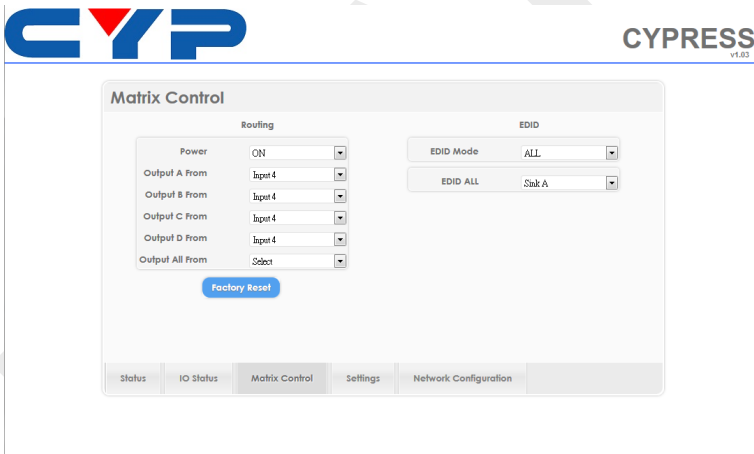 CYP
CYPRESS
v1.03
Matrix Control
Routing
EDID
Power ON
EDID Mode ALL
Output A From Input 4
EDID ALL Sink A
Output B From Input 4
Output C From Input 4
Output D From Input 4
Output All From Select
Factory Reset
Status IO Status Matrix Control Settings Network Configuration